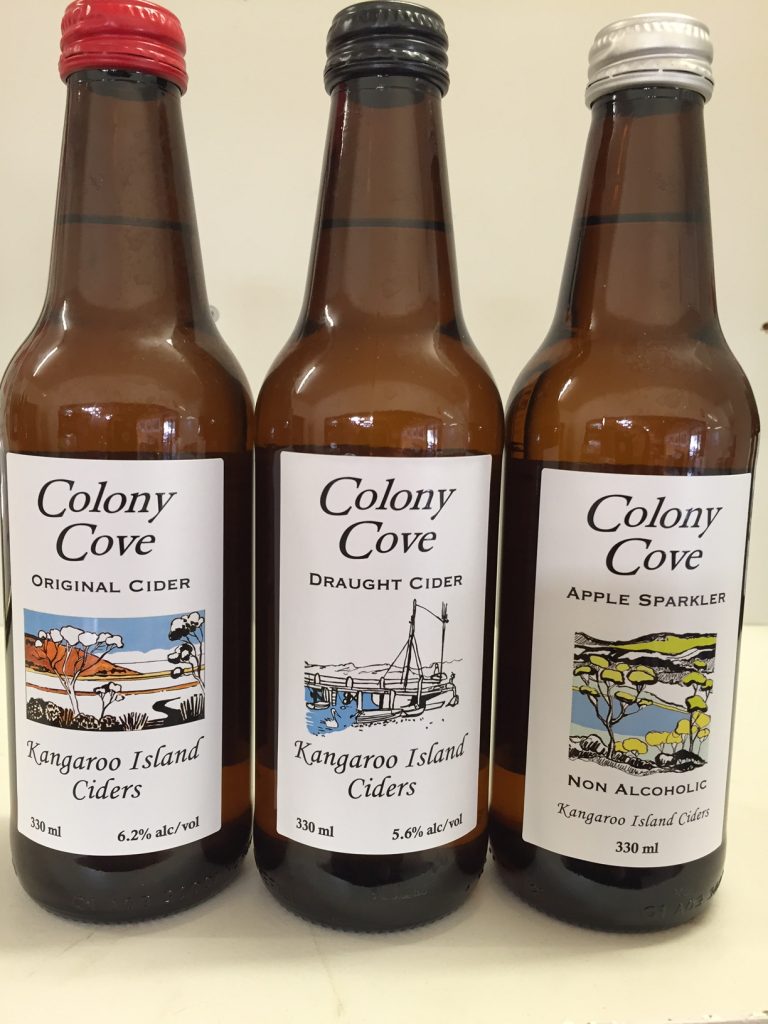 Colony
Cove
ORIGINAL CIDER
Kangaroo Island
Ciders
330 ml 6.2% alc/vol
Colony
Cove
DRAUGHT CIDER
Kangaroo Island
Ciders
330 ml 5.6% alc/vol
Colony
Cove
APPLE SPARKLER
NON ALCOHOLIC
Kangaroo Island Ciders
330 ml